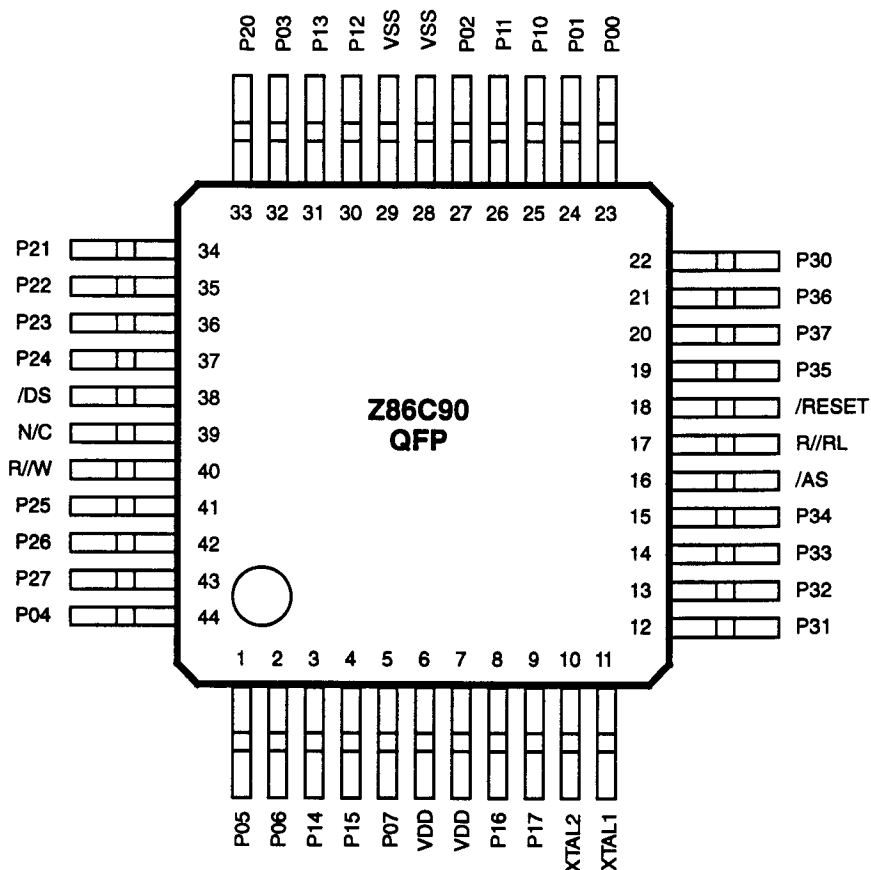 P20 P03 P13 P12 VSS VSS P02 P11 P10 P01 P00
33 32 31 30 29 28 27 26 25 24 23
P21 34
P22 35
P23 36
P24 37
/DS 38
N/C 39
R//W 40
P25 41
P26 42
P27 43
P04 44
Z86C90
QFP
22 P30
21 P36
20 P37
19 P35
18 /RESET
17 R//RL
16 /AS
15 P34
14 P33
13 P32
12 P31
1 2 3 4 5 6 7 8 9 10 11
P05 P06 P14 P15 P07 VDD VDD P16 P17 XTAL2 XTAL1